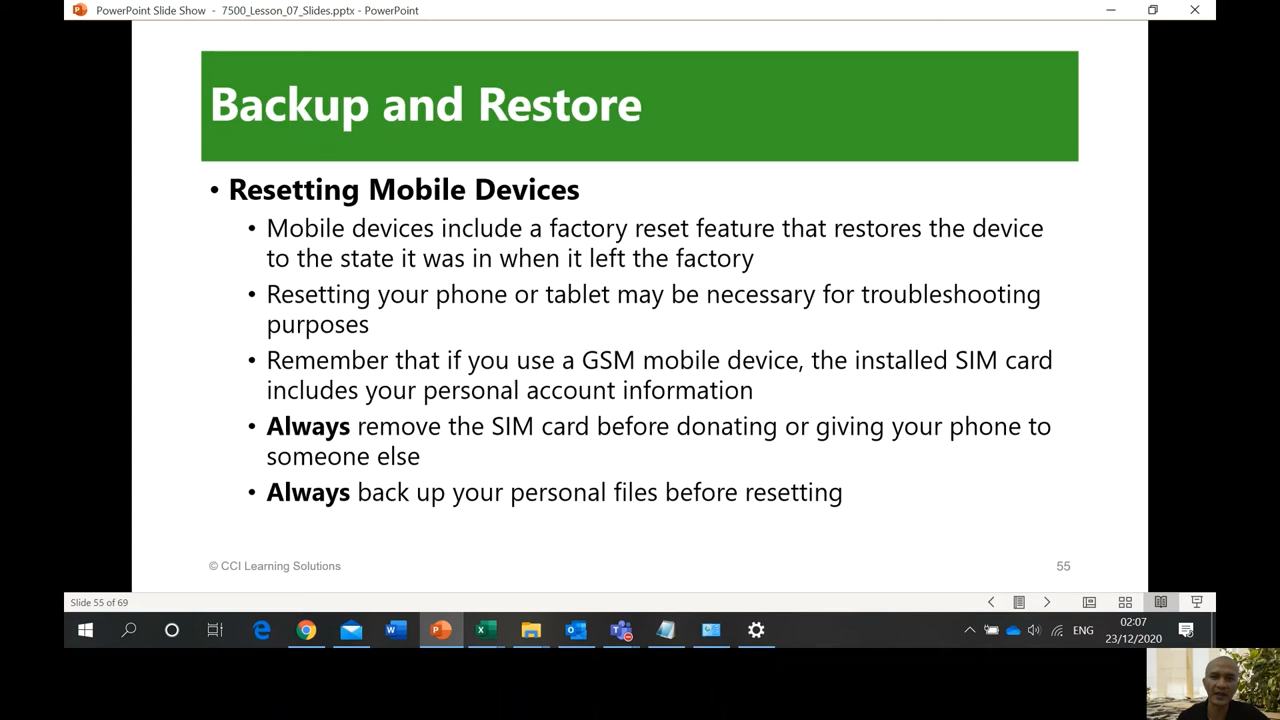 PowerPoint Slide Show - 7500_Lesson_07_Slides.pptx - PowerPoint
Backup and Restore
• Resetting Mobile Devices
• Mobile devices include a factory reset feature that restores the device
to the state it was in when it left the factory
• Resetting your phone or tablet may be necessary for troubleshooting
purposes
• Remember that if you use a GSM mobile device, the installed SIM card
includes your personal account information
• Always remove the SIM card before donating or giving your phone to
someone else
• Always back up your personal files before resetting
© CCI Learning Solutions
55
Slide 55 of 69
ENG
02:07
23/12/2020